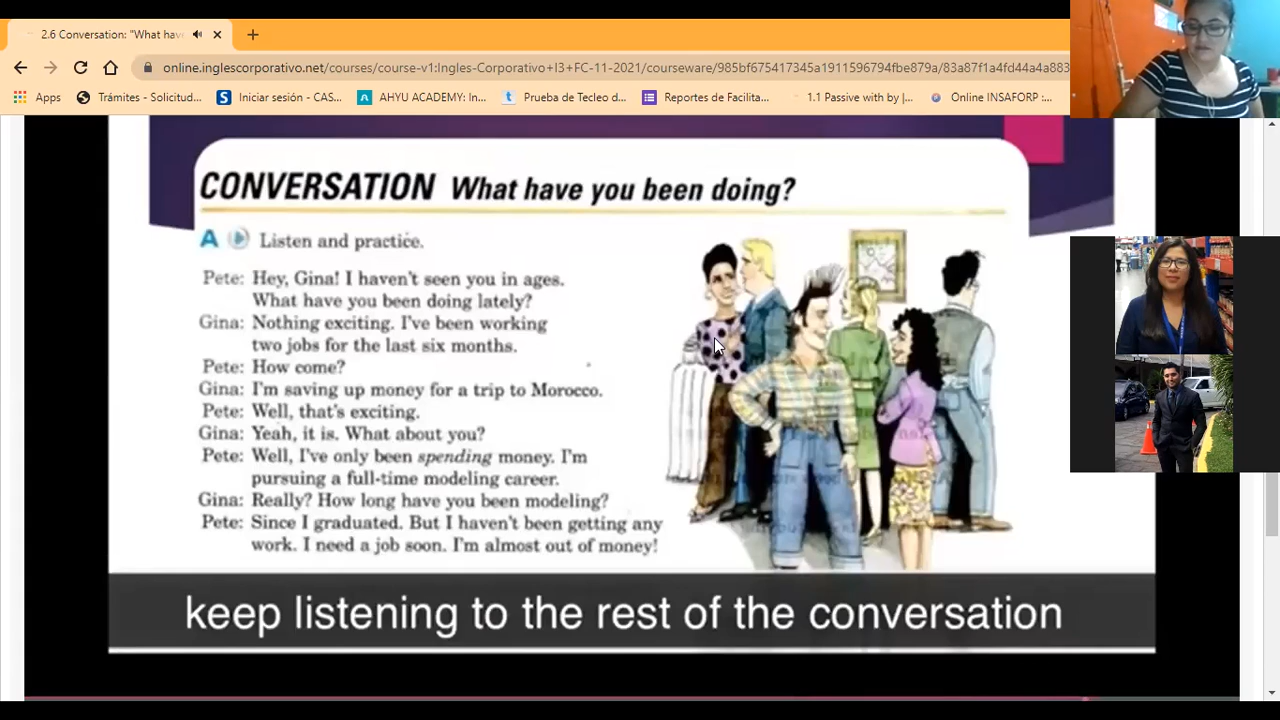 2.6 Conversation: "What hav
online.inglescorporativo.net/courses/course-v1:Ingles-Corporativo+I3+FC-11-2021/courseware/985bf675417345a1911596794fbe879a/83a87f1a4fd44a4a883
Apps Trámites - Solicitud... Iniciar sesión - CAS... AHYU ACADEMY: In... Prueba de Tecleo d... Reportes de Facilita... 1.1 Passive with by |... Online INSAFORP :...
CONVERSATION What have you been doing?
A Listen and practice.
Pete: Hey, Gina! I haven't seen you in ages.
What have you been doing lately?
Gina: Nothing exciting. I've been working
two jobs for the last six months.
Pete: How come?
Gina: I'm saving up money for a trip to Morocco.
Pete: Well, that's exciting.
Gina: Yeah, it is. What about you?
Pete: Well, I've only been spending money. I'm
pursuing a full-time modeling career.
Gina: Really? How long have you been modeling?
Pete: Since I graduated. But I haven't been getting any
work. I need a job soon. I'm almost out of money!
keep listening to the rest of the conversation